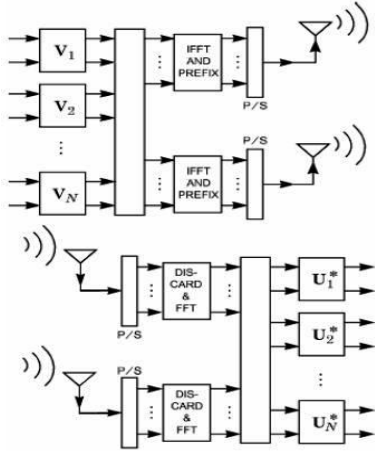 V1
IFFT
AND
PREFIX
V2
P/S
⋮
P/S
VN
IFFT
AND
PREFIX
DIS-
CARD
&
FFT
U1*
P/S
U2*
P/S
⋮
DIS-
CARD
&
FFT
UN*